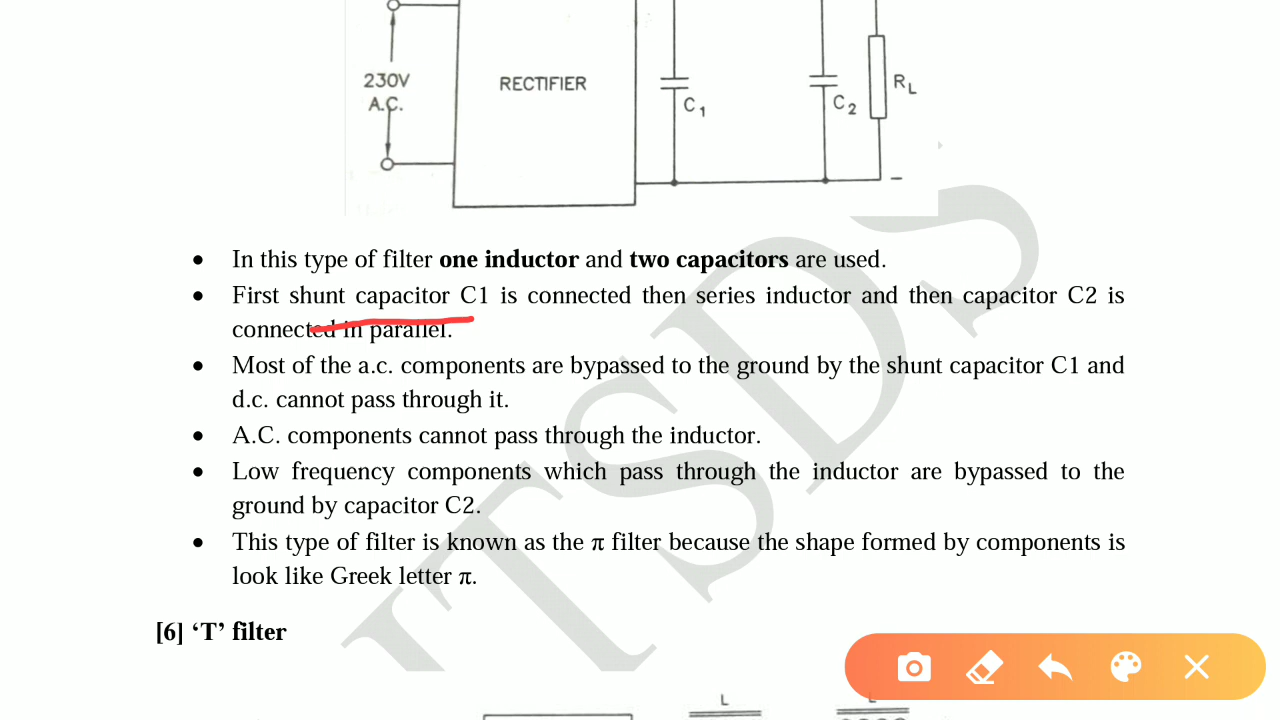 230V
A.C.
RECTIFIER
C1
C2
RL
−
• In this type of filter one inductor and two capacitors are used.
• First shunt capacitor C1 is connected then series inductor and then capacitor C2 is
connected in parallel.
• Most of the a.c. components are bypassed to the ground by the shunt capacitor C1 and
d.c. cannot pass through it.
• A.C. components cannot pass through the inductor.
• Low frequency components which pass through the inductor are bypassed to the
ground by capacitor C2.
• This type of filter is known as the π filter because the shape formed by components is
look like Greek letter π.
[6] ‘T’ filter
L
L
ITSDS